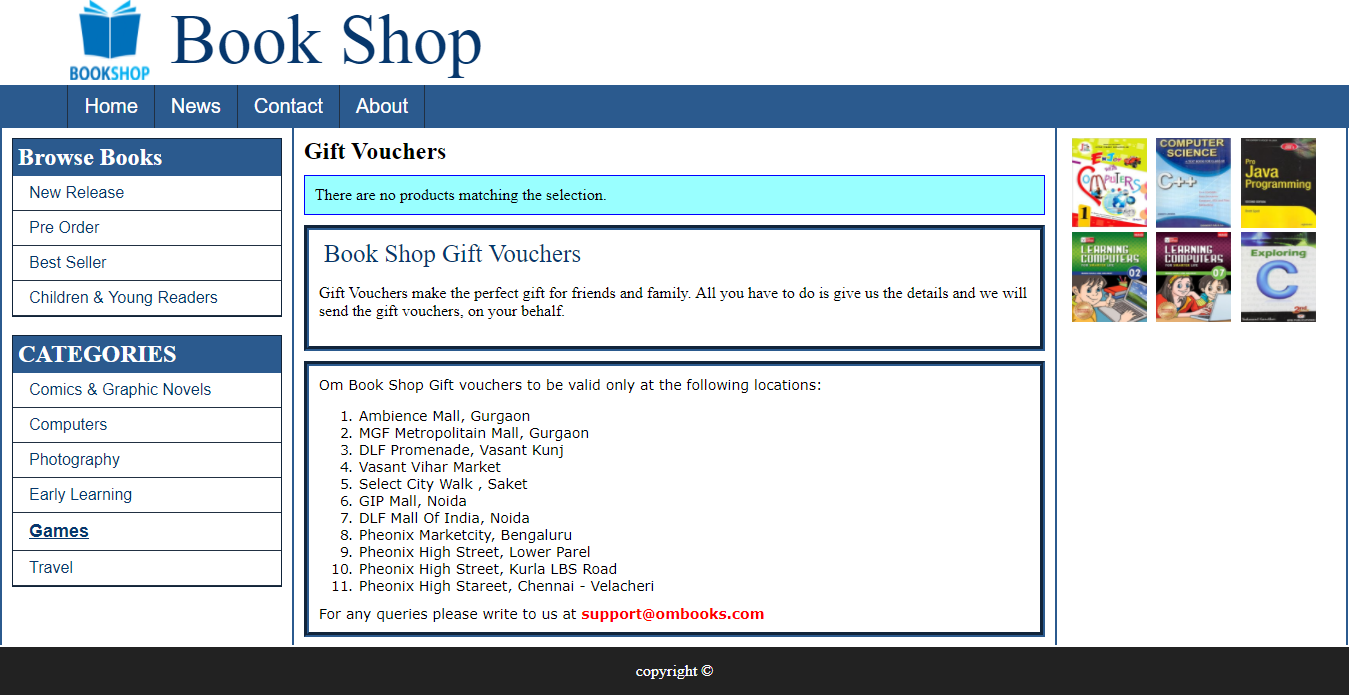 BOOKSHOP
Book Shop
Home
News
Contact
About
Browse Books
New Release
Pre Order
Best Seller
Children & Young Readers
CATEGORIES
Comics & Graphic Novels
Computers
Photography
Early Learning
Games
Travel
Gift Vouchers
There are no products matching the selection.
Book Shop Gift Vouchers
Gift Vouchers make the perfect gift for friends and family. All you have to do is give us the details and we will
send the gift vouchers, on your behalf.
Om Book Shop Gift vouchers to be valid only at the following locations:
1. Ambience Mall, Gurgaon
2. MGF Metropolitain Mall, Gurgaon
3. DLF Promenade, Vasant Kunj
4. Vasant Vihar Market
5. Select City Walk , Saket
6. GIP Mall, Noida
7. DLF Mall Of India, Noida
8. Pheonix Marketcity, Bengaluru
9. Pheonix High Street, Lower Parel
10. Pheonix High Street, Kurla LBS Road
11. Pheonix High Stareet, Chennai - Velacheri
For any queries please write to us at support@ombooks.com
COMPUTERS
1
COMPUTER
SCIENCE
C++
Pro
Java
Programming
LEARNING
COMPUTERS
02
LEARNING
COMPUTERS
07
Exploring
C
copyright ©